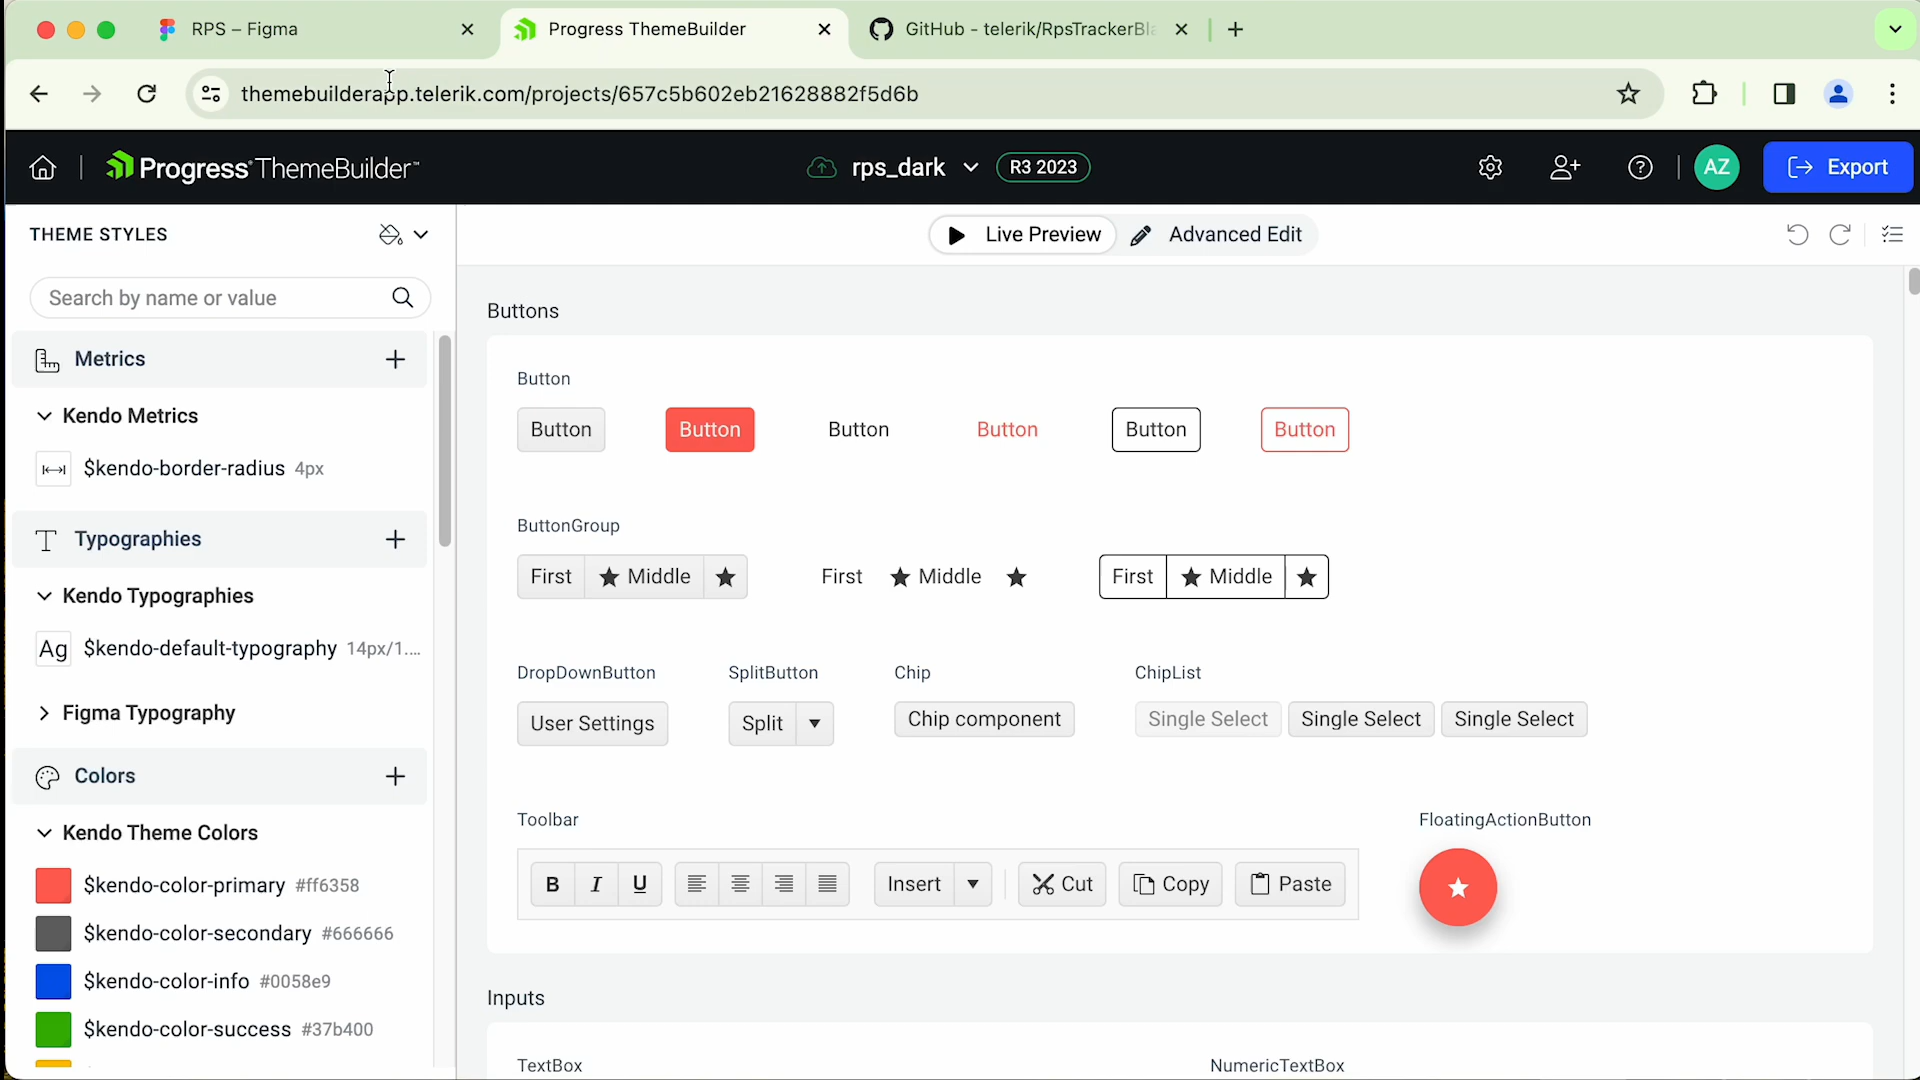 RPS – Figma
Progress ThemeBuilder
GitHub - telerik/RpsTrackerBla
themebuilderapp.telerik.com/projects/657c5b602eb21628882f5d6b
Progress ThemeBuilder™
rps_dark
R3 2023
AZ
Export
THEME STYLES
Live Preview
Advanced Edit
Search by name or value
Metrics
Kendo Metrics
$kendo-border-radius 4px
Typographies
Kendo Typographies
Ag $kendo-default-typography 14px/1....
Figma Typography
Colors
Kendo Theme Colors
$kendo-color-primary #ff6358
$kendo-color-secondary #666666
$kendo-color-info #0058e9
$kendo-color-success #37b400
Buttons
Button
Button Button Button Button Button Button
ButtonGroup
First Middle First Middle First Middle
DropDownButton SplitButton Chip ChipList
User Settings Split Chip component Single Select Single Select Single Select
Toolbar FloatingActionButton
B I U Insert Cut Copy Paste
Inputs
TextBox NumericTextBox